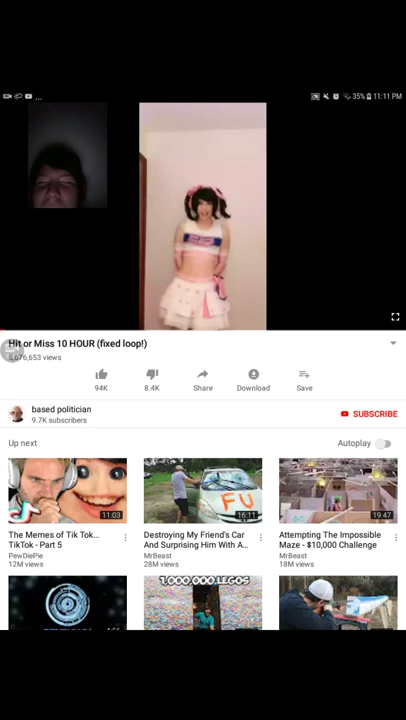 ... 35% 11:11 PM
Hit or Miss 10 HOUR (fixed loop!)
6,676,653 views
94K 8.4K Share Download Save
based politician
9.7K subscribers
SUBSCRIBE
Up next Autoplay
11:03 16:11 19:47
FU
The Memes of Tik Tok...
TikTok - Part 5
PewDiePie
12M views
Destroying My Friend's Car
And Surprising Him With A...
MrBeast
28M views
Attempting The Impossible
Maze - $10,000 Challenge
MrBeast
18M views
1,000,000 LEGOS